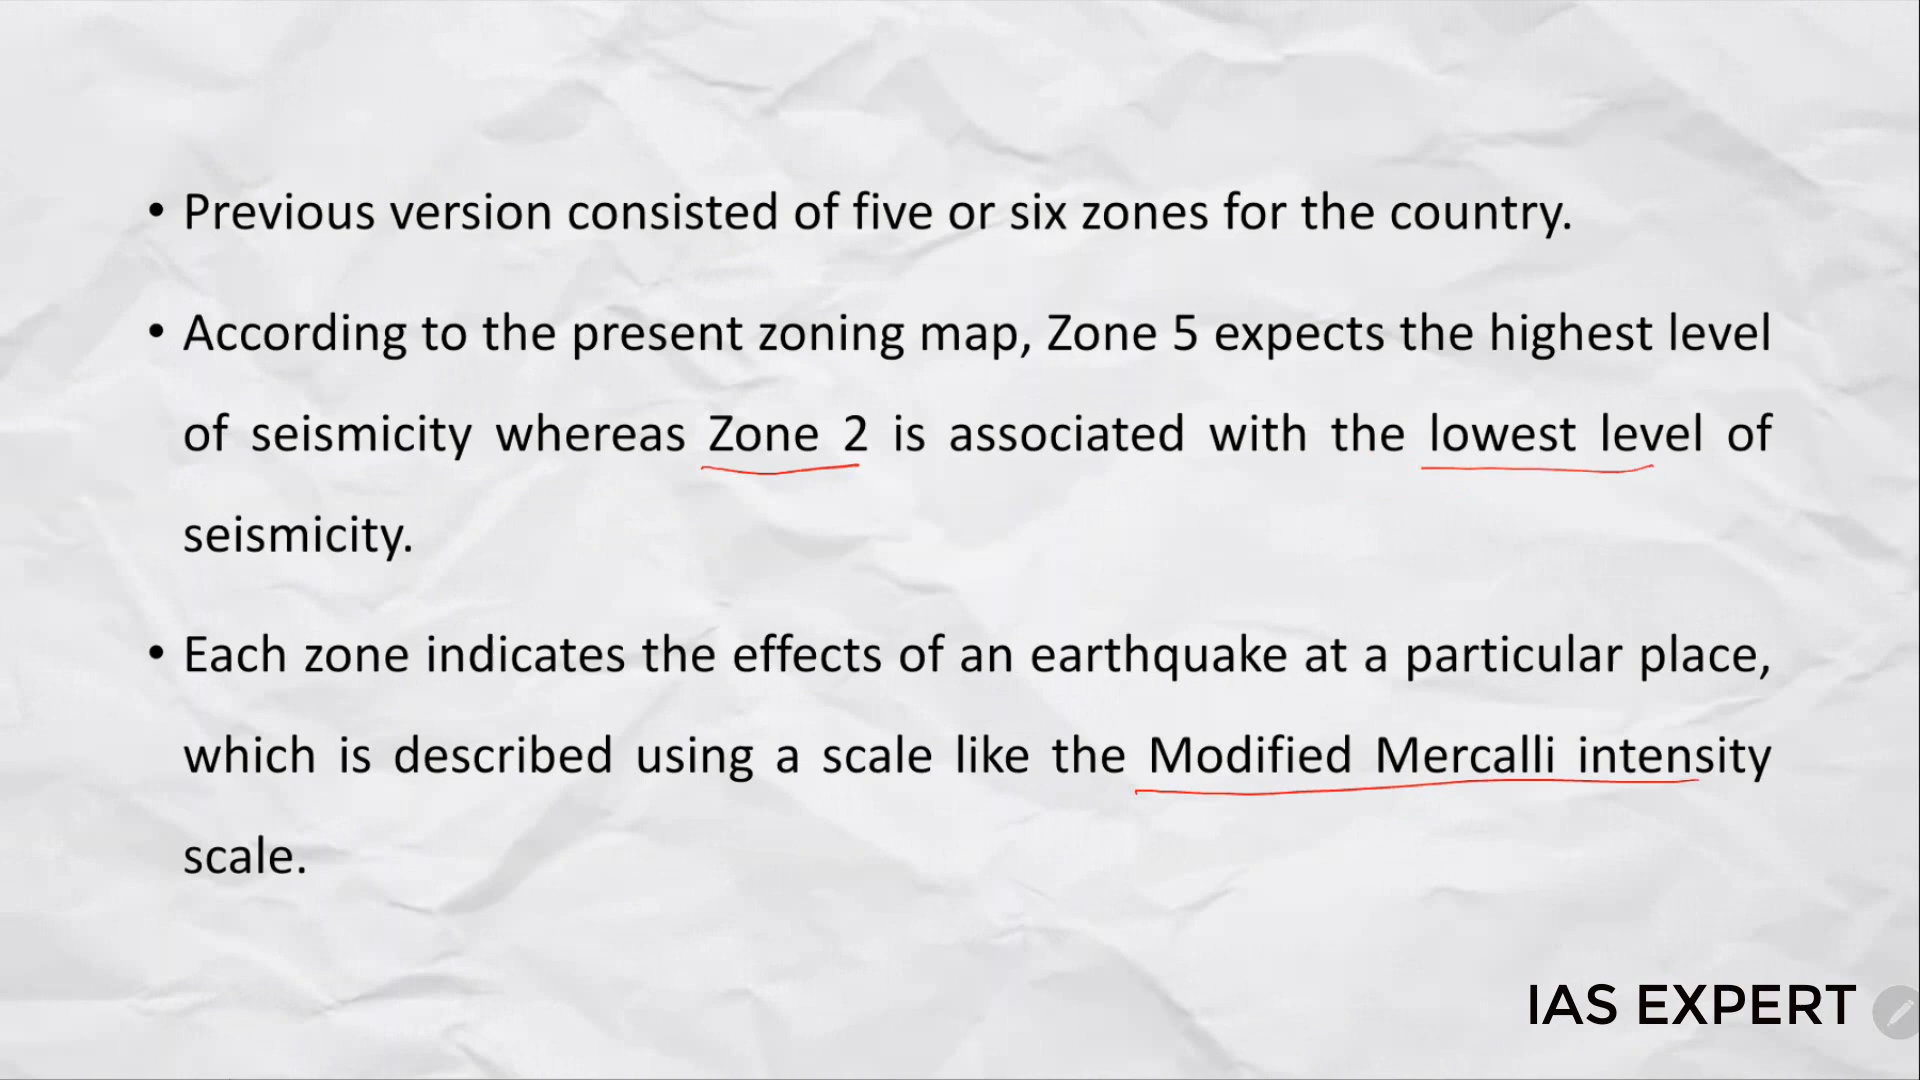 • Previous version consisted of five or six zones for the country.
• According to the present zoning map, Zone 5 expects the highest level
of seismicity whereas Zone 2 is associated with the lowest level of
seismicity.
• Each zone indicates the effects of an earthquake at a particular place,
which is described using a scale like the Modified Mercalli intensity
scale.
IAS EXPERT